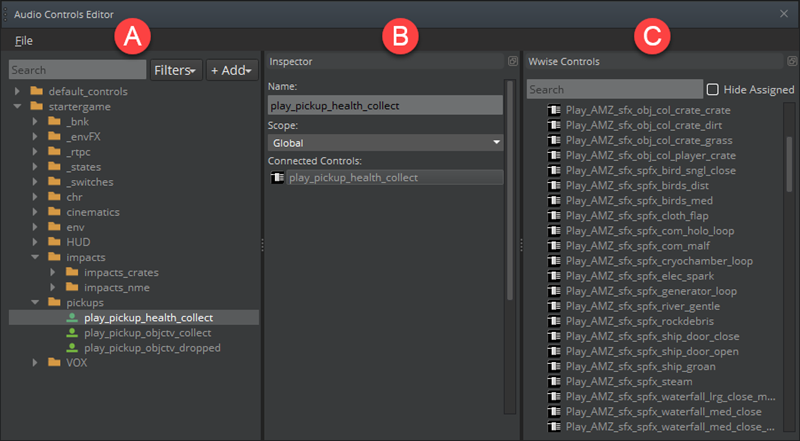 Audio Controls Editor
File
A
B
C
Search
Filters
+ Add
default_controls
startergame
_bnk
_envFX
_rtpc
_states
_switches
chr
cinematics
env
HUD
impacts
impacts_crates
impacts_nme
pickups
play_pickup_health_collect
play_pickup_objctv_collect
play_pickup_objctv_dropped
VOX
Inspector
Name:
play_pickup_health_collect
Scope:
Global
Connected Controls:
play_pickup_health_collect
Wwise Controls
Search
Hide Assigned
Play_AMZ_sfx_obj_col_crate_crate
Play_AMZ_sfx_obj_col_crate_dirt
Play_AMZ_sfx_obj_col_crate_grass
Play_AMZ_sfx_obj_col_player_crate
Play_AMZ_sfx_spfx_bird_sngl_close
Play_AMZ_sfx_spfx_birds_dist
Play_AMZ_sfx_spfx_birds_med
Play_AMZ_sfx_spfx_cloth_flap
Play_AMZ_sfx_spfx_com_holo_loop
Play_AMZ_sfx_spfx_com_malf
Play_AMZ_sfx_spfx_cryochamber_loop
Play_AMZ_sfx_spfx_elec_spark
Play_AMZ_sfx_spfx_generator_loop
Play_AMZ_sfx_spfx_river_gentle
Play_AMZ_sfx_spfx_rockdebris
Play_AMZ_sfx_spfx_ship_door_close
Play_AMZ_sfx_spfx_ship_door_open
Play_AMZ_sfx_spfx_ship_groan
Play_AMZ_sfx_spfx_steam
Play_AMZ_sfx_spfx_waterfall_lrg_close_m...
Play_AMZ_sfx_spfx_waterfall_med_close
Play_AMZ_sfx_spfx_waterfall_med_close_...